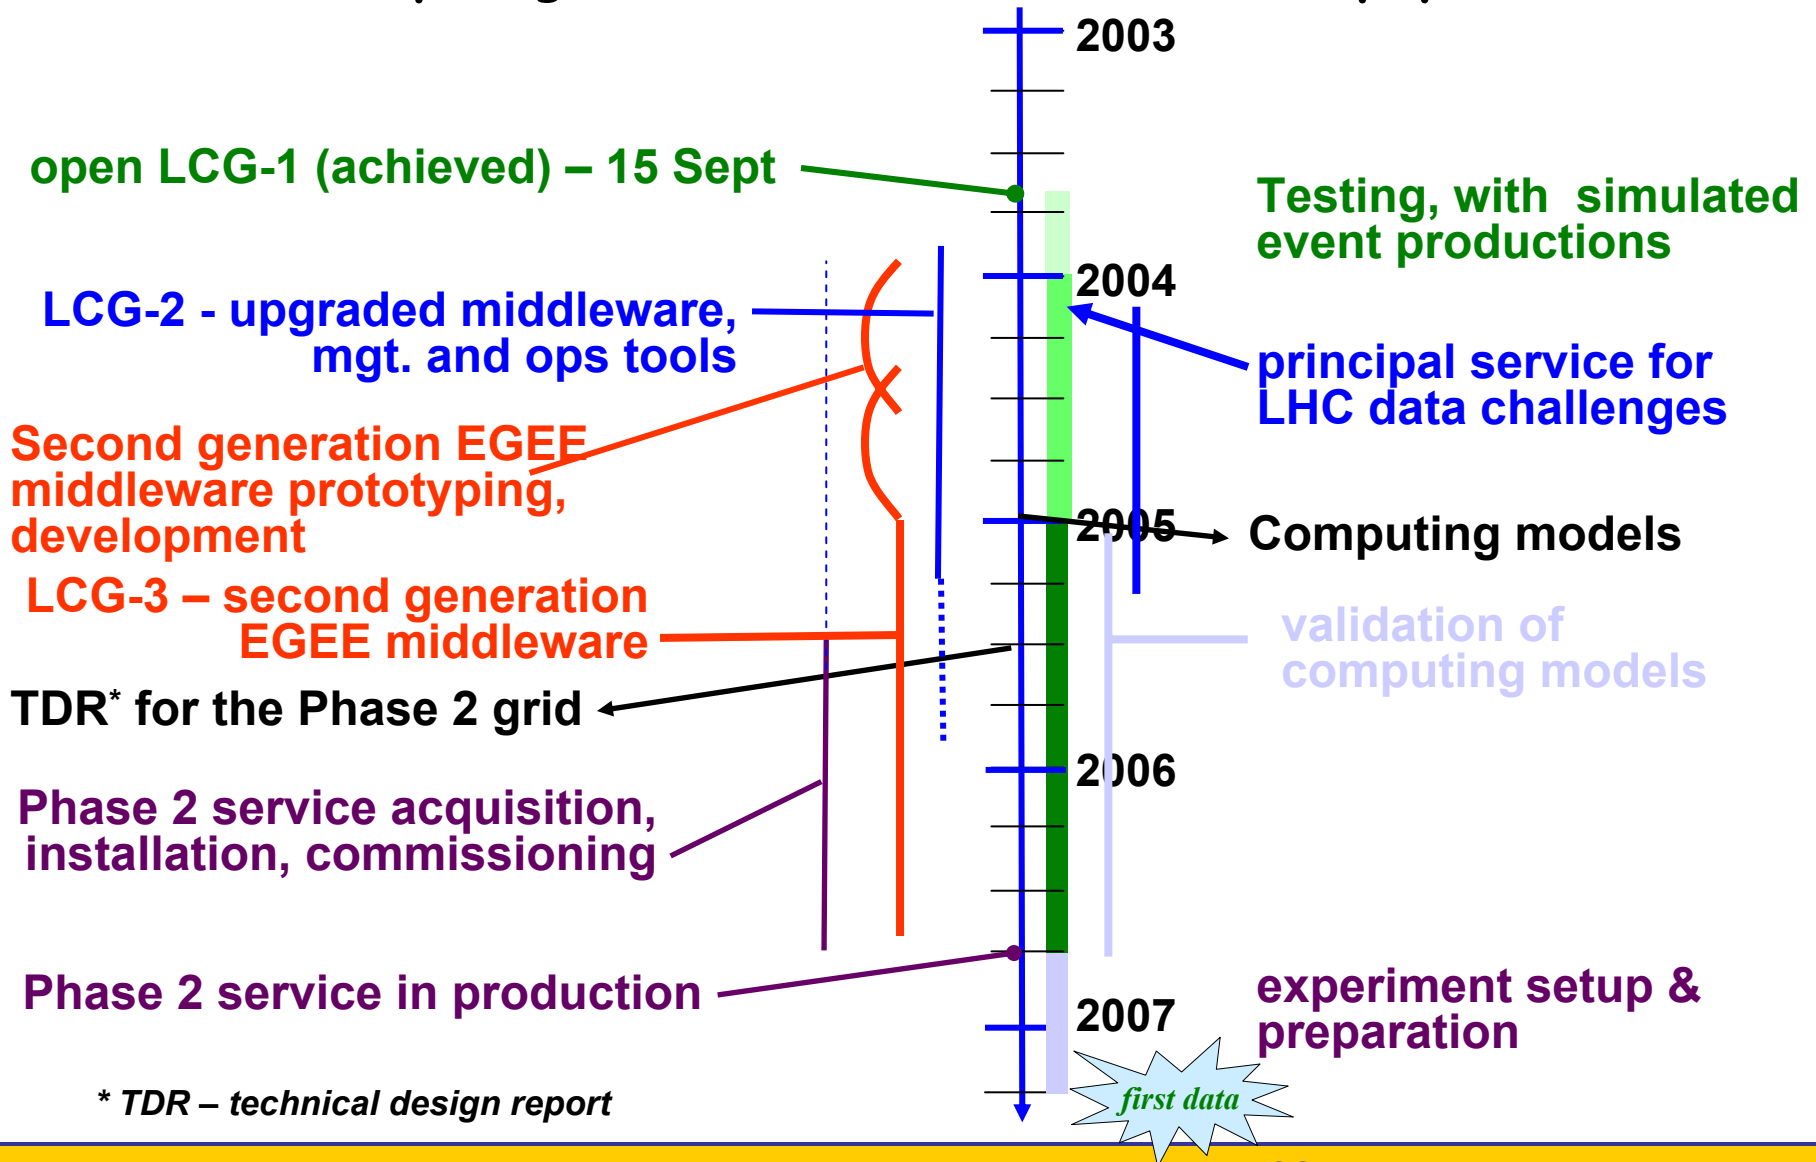 2003
open LCG-1 (achieved) – 15 Sept
Testing, with simulated
event productions
2004
LCG-2 - upgraded middleware,
mgt. and ops tools
principal service for
LHC data challenges
Second generation EGEE
middleware prototyping,
development
2005
Computing models
LCG-3 – second generation
EGEE middleware
validation of
computing models
TDR* for the Phase 2 grid
2006
Phase 2 service acquisition,
installation, commissioning
Phase 2 service in production
experiment setup &
preparation
2007
first data
* TDR – technical design report